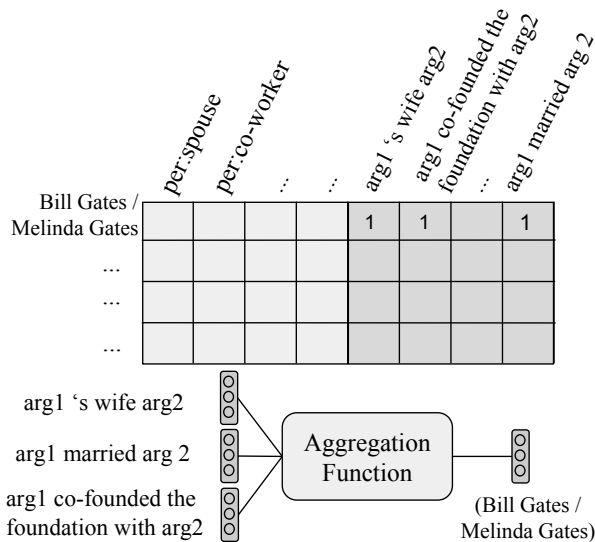 per:spouse
per:co-worker
...
...
arg1 ‘s wife arg2
arg1 co-founded the
foundation with arg2
...
arg1 married arg 2
Bill Gates /
Melinda Gates
1 1 1
...
...
...
arg1 ‘s wife arg2
arg1 married arg 2
arg1 co-founded the
foundation with arg2
Aggregation
Function
(Bill Gates /
Melinda Gates)